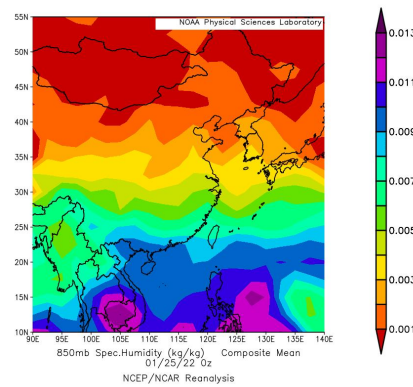 NOAA Physical Sciences Laboratory
55N
50N
45N
40N
35N
30N
25N
20N
15N
10N
90E 95E 100E 105E 110E 115E 120E 125E 130E 135E 140E
0.013
0.011
0.009
0.007
0.005
0.003
0.001
850mb Spec.Humidity (kg/kg) Composite Mean
01/25/22 0z
NCEP/NCAR Reanalysis